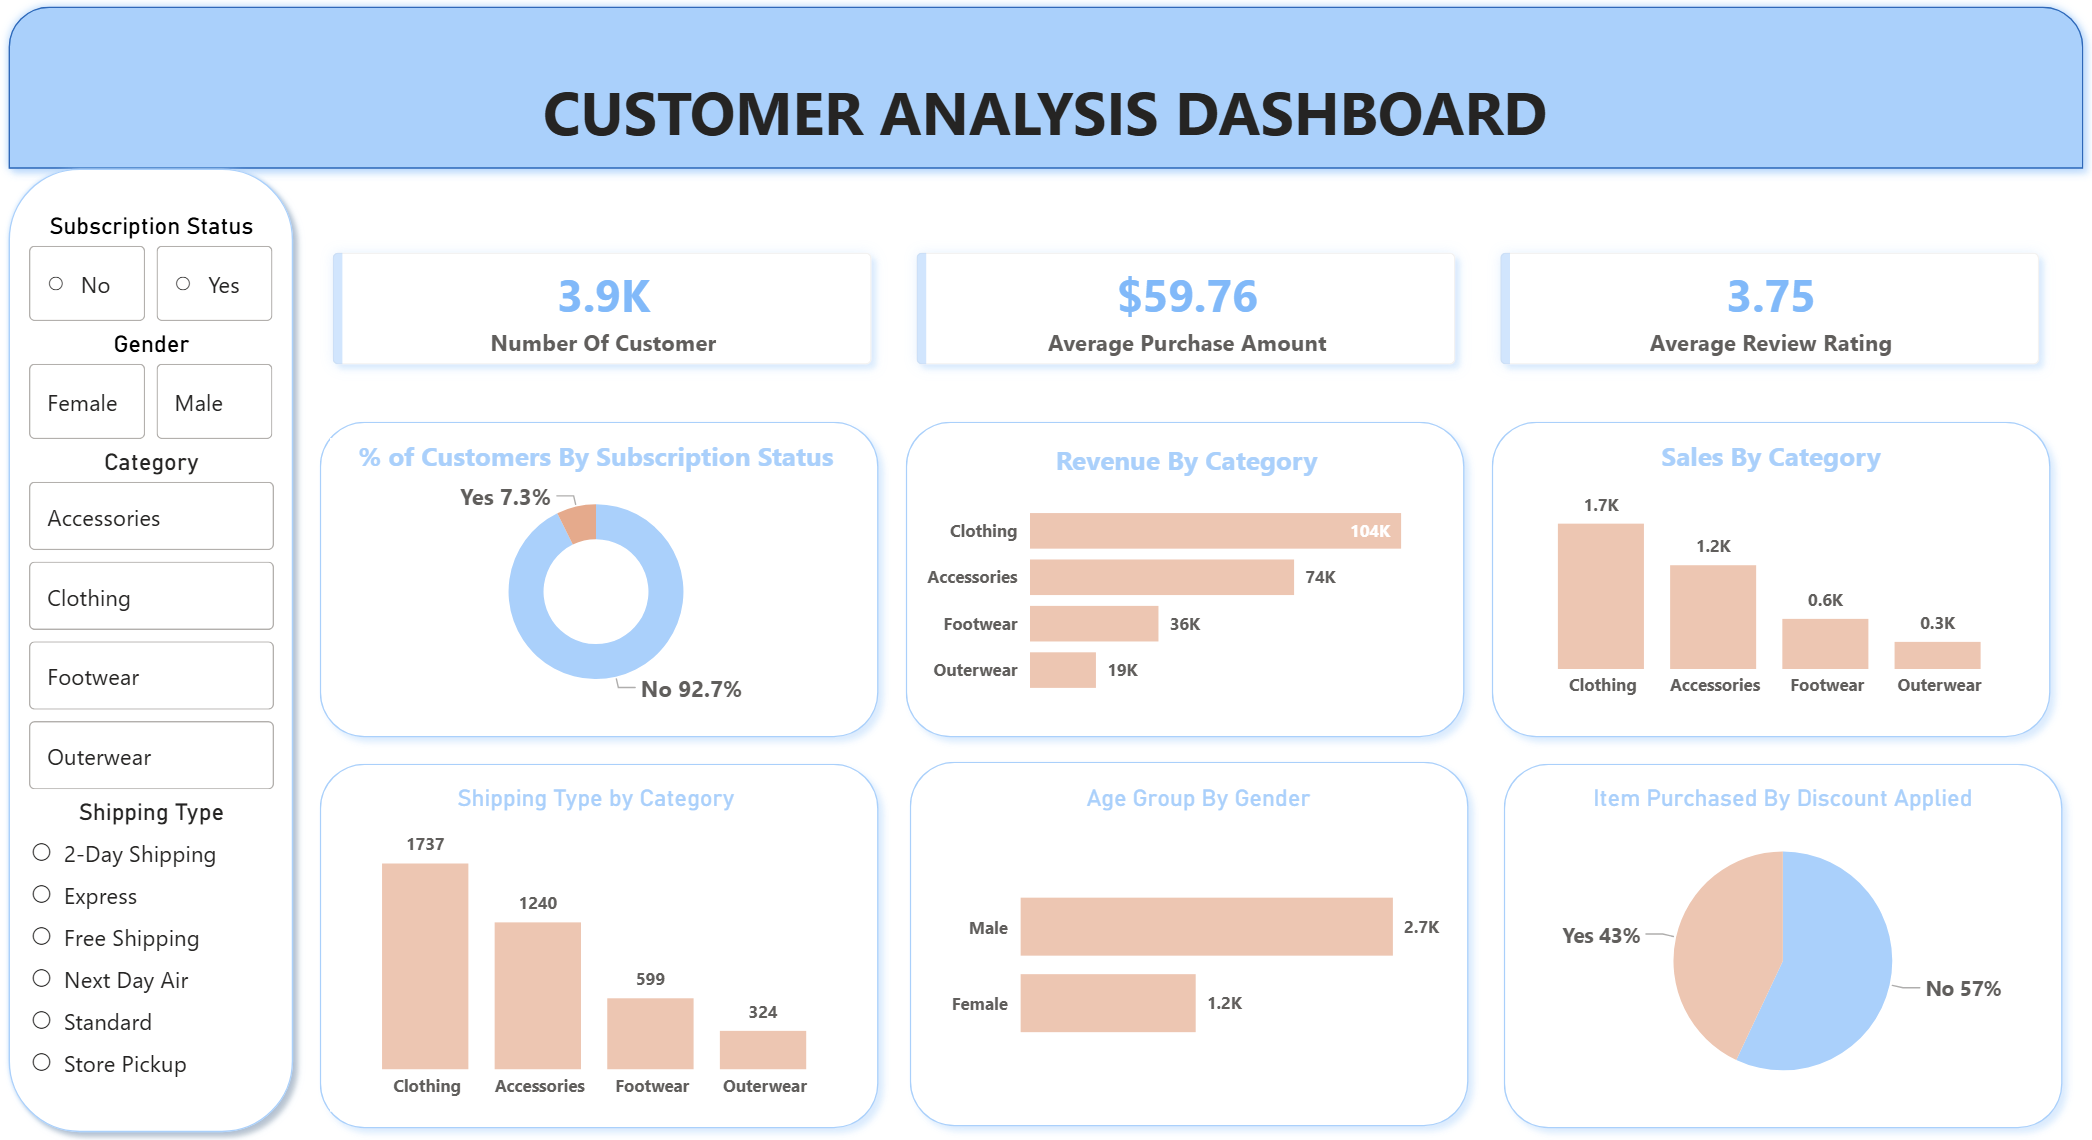 CUSTOMER ANALYSIS DASHBOARD
Subscription Status
No
Yes
Gender
Female
Male
Category
Accessories
Clothing
Footwear
Outerwear
Shipping Type
2-Day Shipping
Express
Free Shipping
Next Day Air
Standard
Store Pickup
3.9K
Number Of Customer
$59.76
Average Purchase Amount
3.75
Average Review Rating
% of Customers By Subscription Status
Yes 7.3%
No 92.7%
Revenue By Category
Clothing 104K
Accessories 74K
Footwear 36K
Outerwear 19K
Sales By Category
1.7K
1.2K
0.6K
0.3K
Clothing Accessories Footwear Outerwear
Shipping Type by Category
1737
1240
599
324
Clothing Accessories Footwear Outerwear
Age Group By Gender
Male 2.7K
Female 1.2K
Item Purchased By Discount Applied
Yes 43%
No 57%